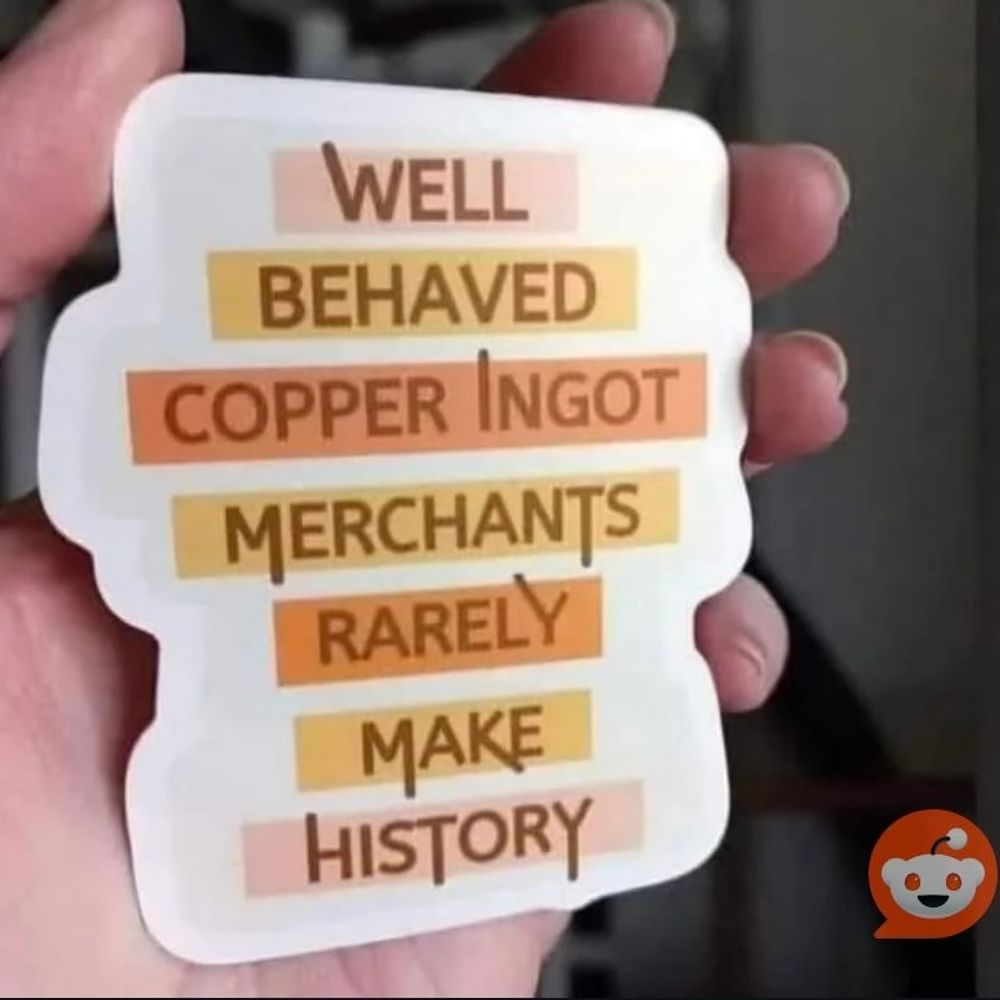 WELL
BEHAVED
COPPER INGOT
MERCHANTS
RARELY
MAKE
HISTORY